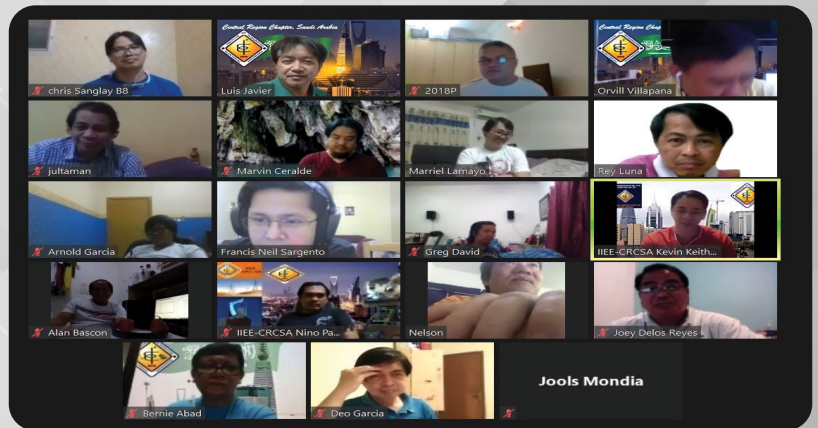 Central Region Chapter, Saudi Arabia
Central Region Chap
chris Sanglay B8
Luis Javier
2018P
Orvill Villapana
jultaman
Marvin Ceralde
Marriel Lamayo
Rey Luna
Arnold Garcia
Francis Neil Sargento
Greg David
IIEE-CRCSA Kevin Keith...
Alan Bascon
IIEE-CRCSA Nino Pa...
Nelson
Joey Delos Reyes
Bernie Abad
Deo Garcia
Jools Mondia